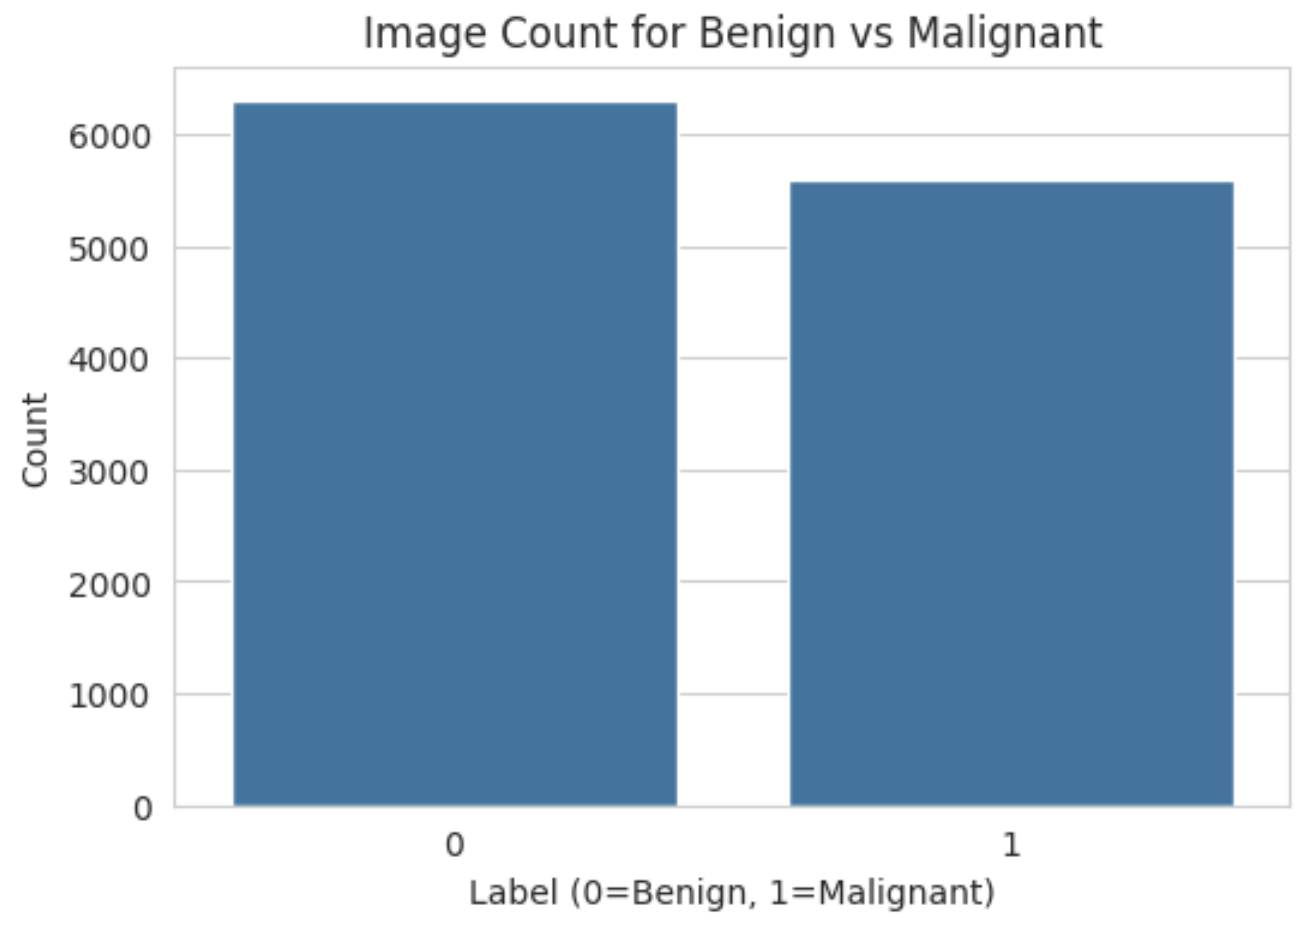 Image Count for Benign vs Malignant
6000
5000
4000
3000
2000
1000
0
Count
0 1
Label (0=Benign, 1=Malignant)